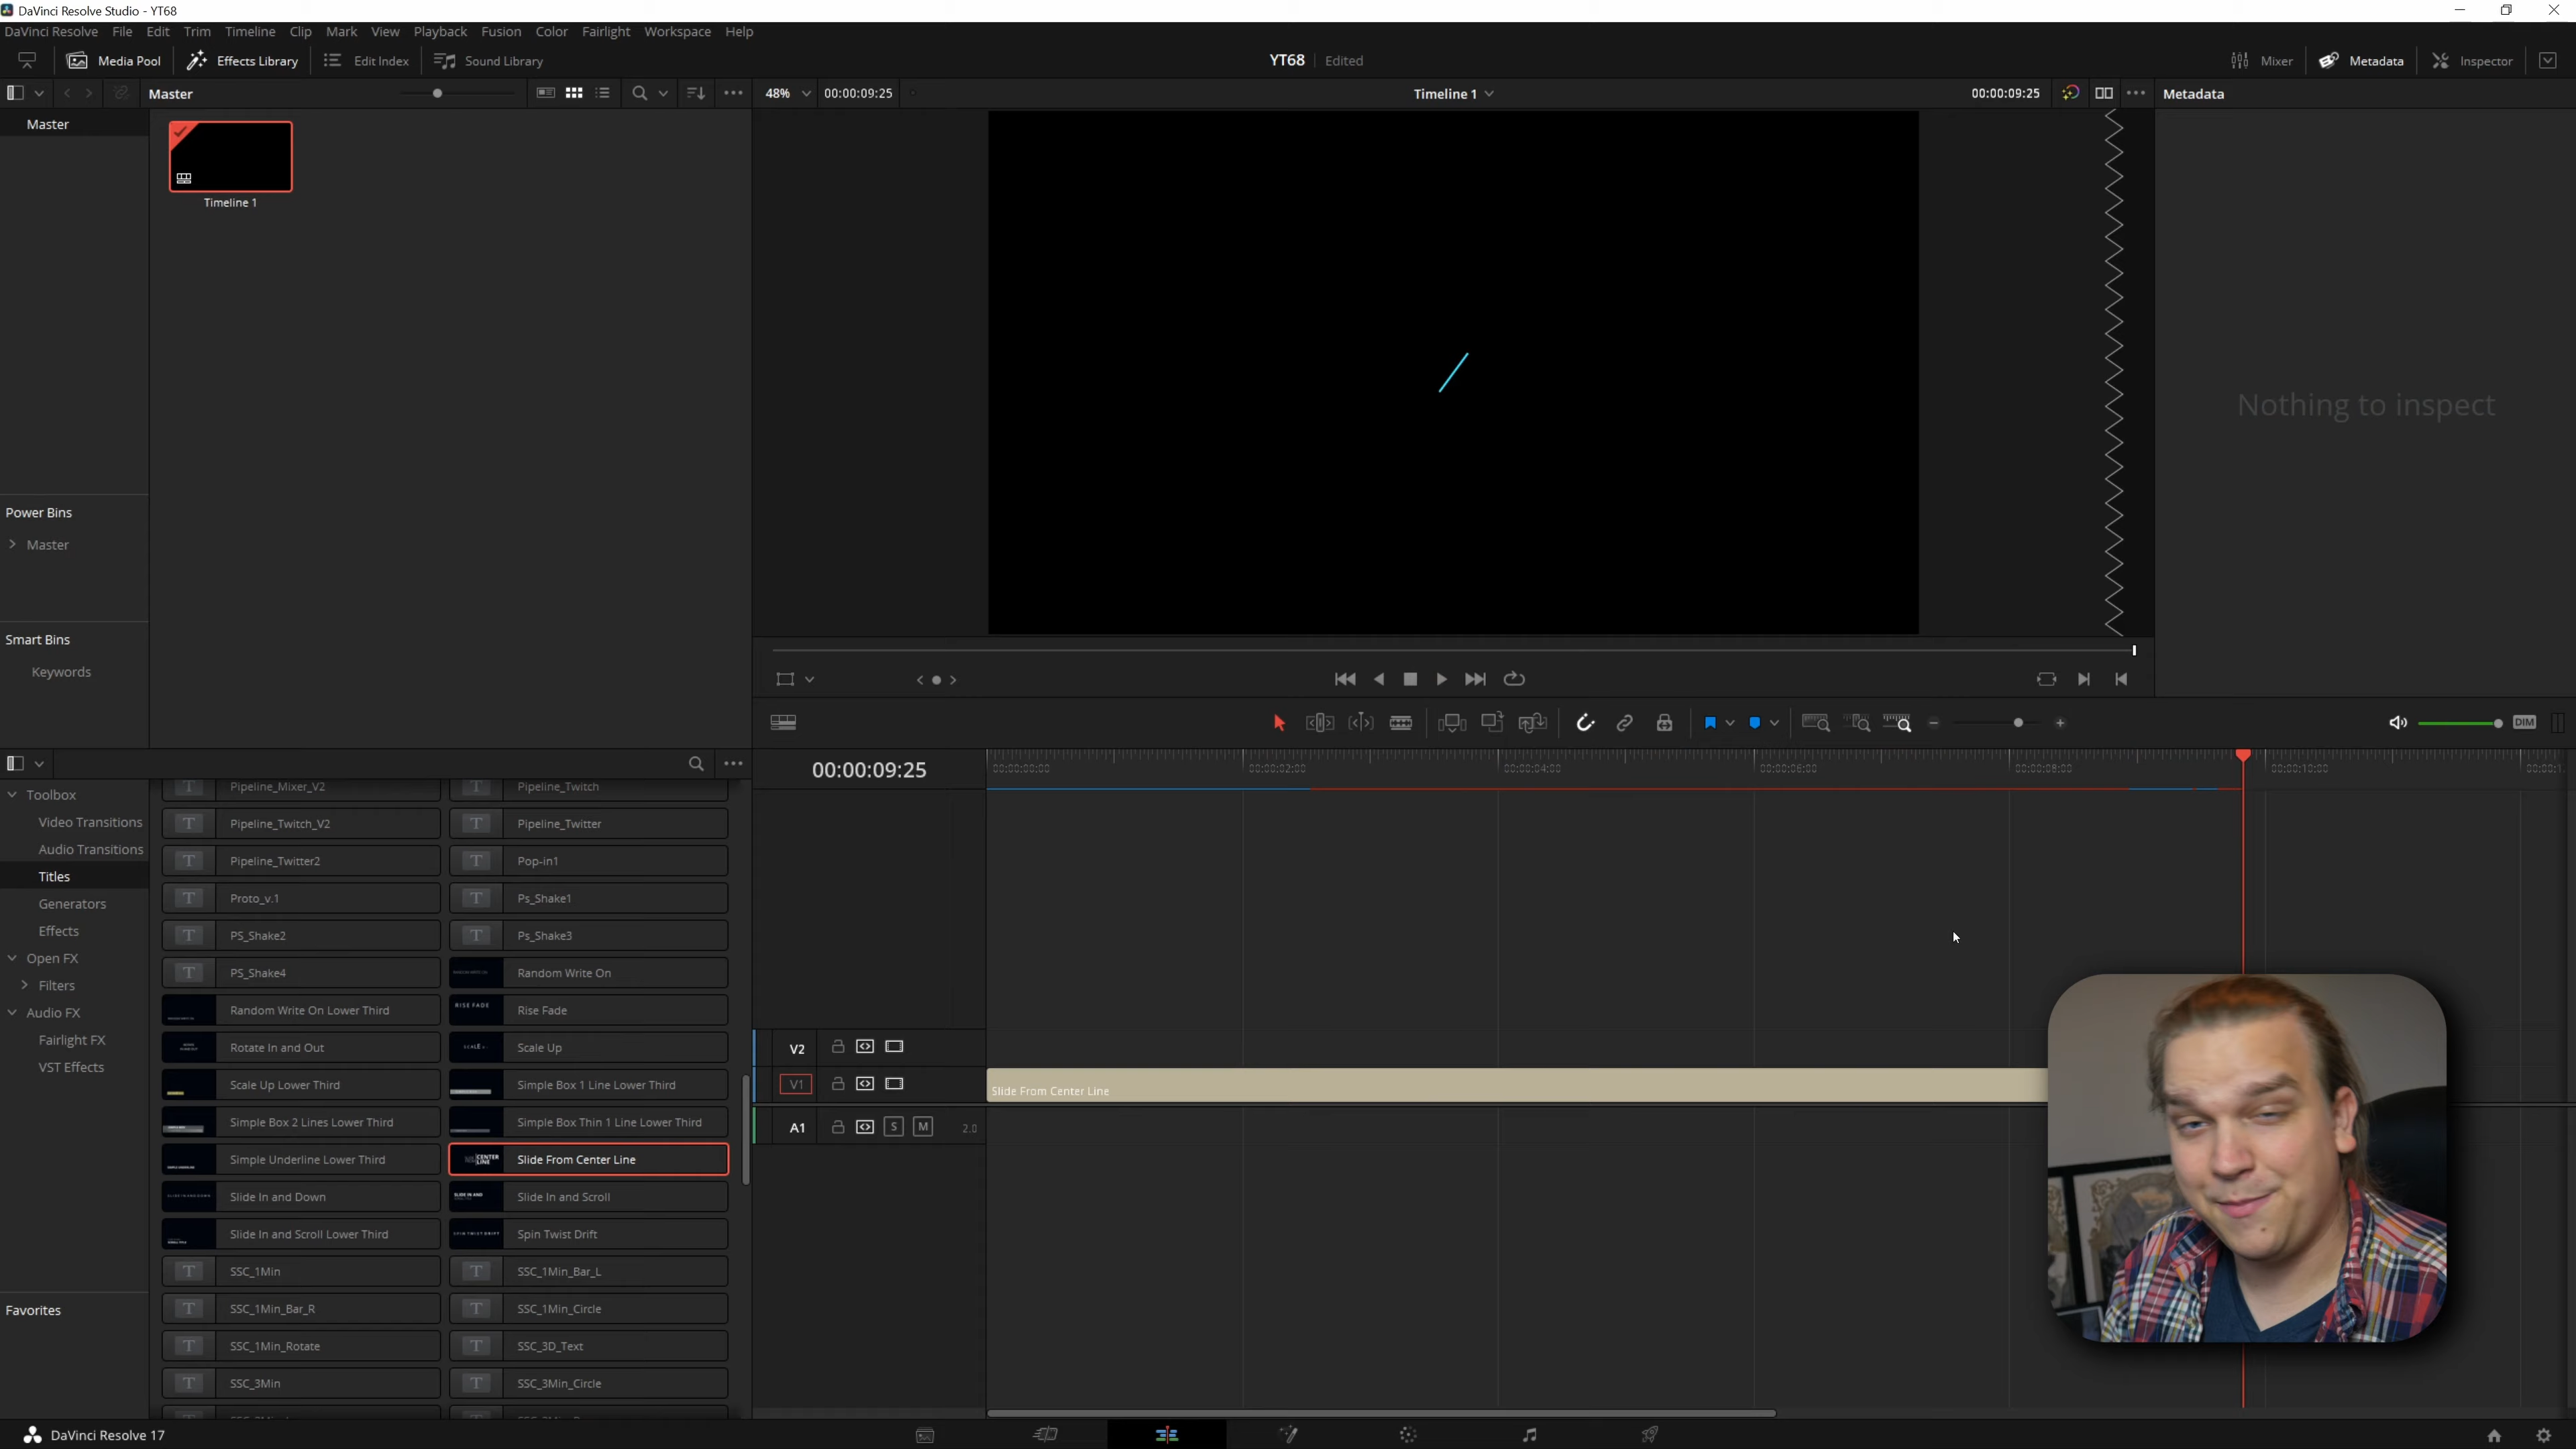 DaVinci Resolve Studio - YT68
DaVinci Resolve File Edit Trim Timeline Clip Mark View Playback Fusion Color Fairlight Workspace Help
Media Pool Effects Library Edit Index Sound Library YT68 Edited Mixer Metadata Inspector
Master 48% 00:00:09:25 Timeline 1 00:00:09:25 Metadata
Master
Timeline 1
Nothing to inspect
Power Bins
Master
Smart Bins
Keywords
DIM
00:00:09:25 00:00:00:00 00:00:02:00 00:00:04:00 00:00:06:00 00:00:08:00 00:00:10:00
Toolbox
Video Transitions
Audio Transitions
Titles
Generators
Effects
Open FX
Filters
Audio FX
Fairlight FX
VST Effects
Favorites
Pipeline_Mixer_V2 Pipeline_Twitch
Pipeline_Twitch_V2 Pipeline_Twitter
Pipeline_Twitter2 Pop-in1
Proto_v.1 Ps_Shake1
PS_Shake2 Ps_Shake3
PS_Shake4 Random Write On
Random Write On Lower Third RISE FADE Rise Fade
Rotate In and Out Scale Up
Scale Up Lower Third Simple Box 1 Line Lower Third
Simple Box 2 Lines Lower Third Simple Box Thin 1 Line Lower Third
Simple Underline Lower Third CENTER LINE Slide From Center Line
Slide In and Down Slide In and Scroll
Slide In and Scroll Lower Third SPIN TWIST DRIFT Spin Twist Drift
SSC_1Min SSC_1Min_Bar_L
SSC_1Min_Bar_R SSC_1Min_Circle
SSC_1Min_Rotate SSC_3D_Text
SSC_3Min SSC_3Min_Circle
V2
V1 Slide From Center Line
A1 S M 2.0
DaVinci Resolve 17